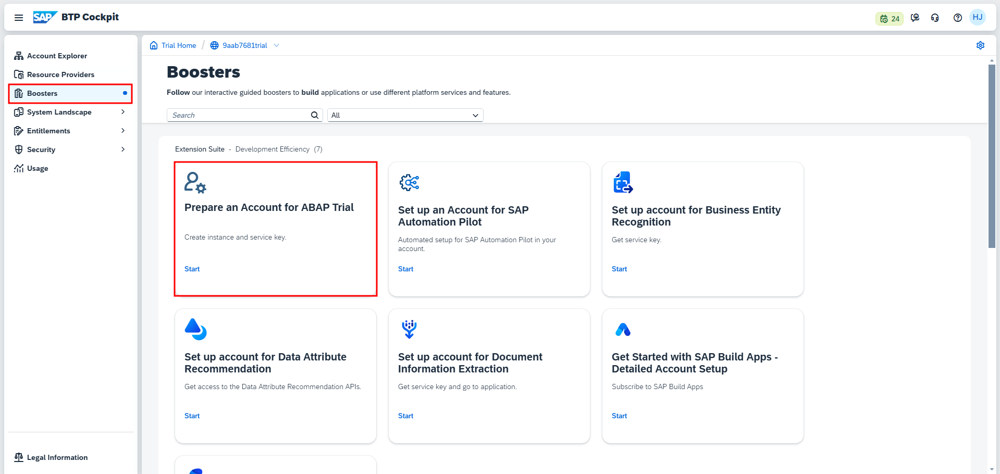 SAP BTP Cockpit
24
HJ
Account Explorer
Resource Providers
Boosters
System Landscape
Entitlements
Security
Usage
Legal Information
Trial Home / 9aab7681trial
Boosters
Follow our interactive guided boosters to build applications or use different platform services and features.
Search
All
Extension Suite - Development Efficiency (7)
Prepare an Account for ABAP Trial
Create instance and service key.
Start
Set up an Account for SAP
Automation Pilot
Automated setup for SAP Automation Pilot in your
account.
Start
Set up account for Business Entity
Recognition
Get service key.
Start
Set up account for Data Attribute
Recommendation
Get access to the Data Attribute Recommendation APIs.
Start
Set up account for Document
Information Extraction
Get service key and go to application.
Start
Get Started with SAP Build Apps -
Detailed Account Setup
Subscribe to SAP Build Apps
Start